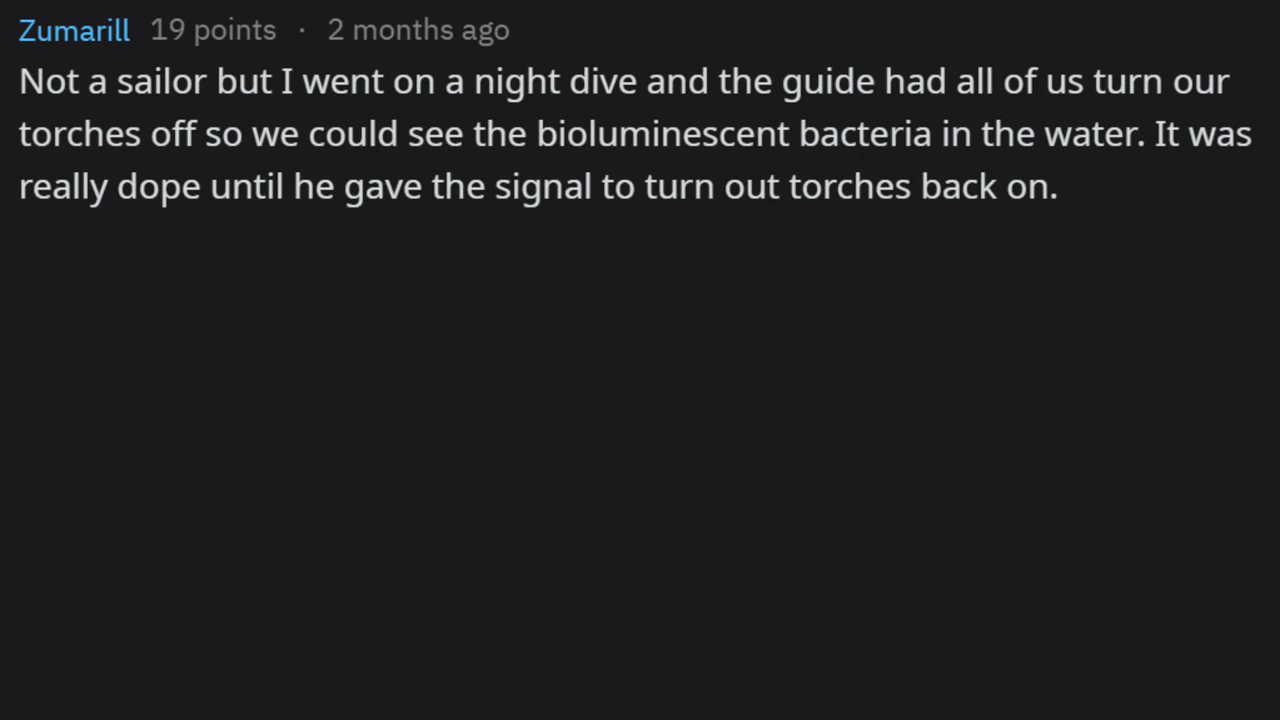 Zumarill 19 points · 2 months ago
Not a sailor but I went on a night dive and the guide had all of us turn our
torches off so we could see the bioluminescent bacteria in the water. It was
really dope until he gave the signal to turn out torches back on.